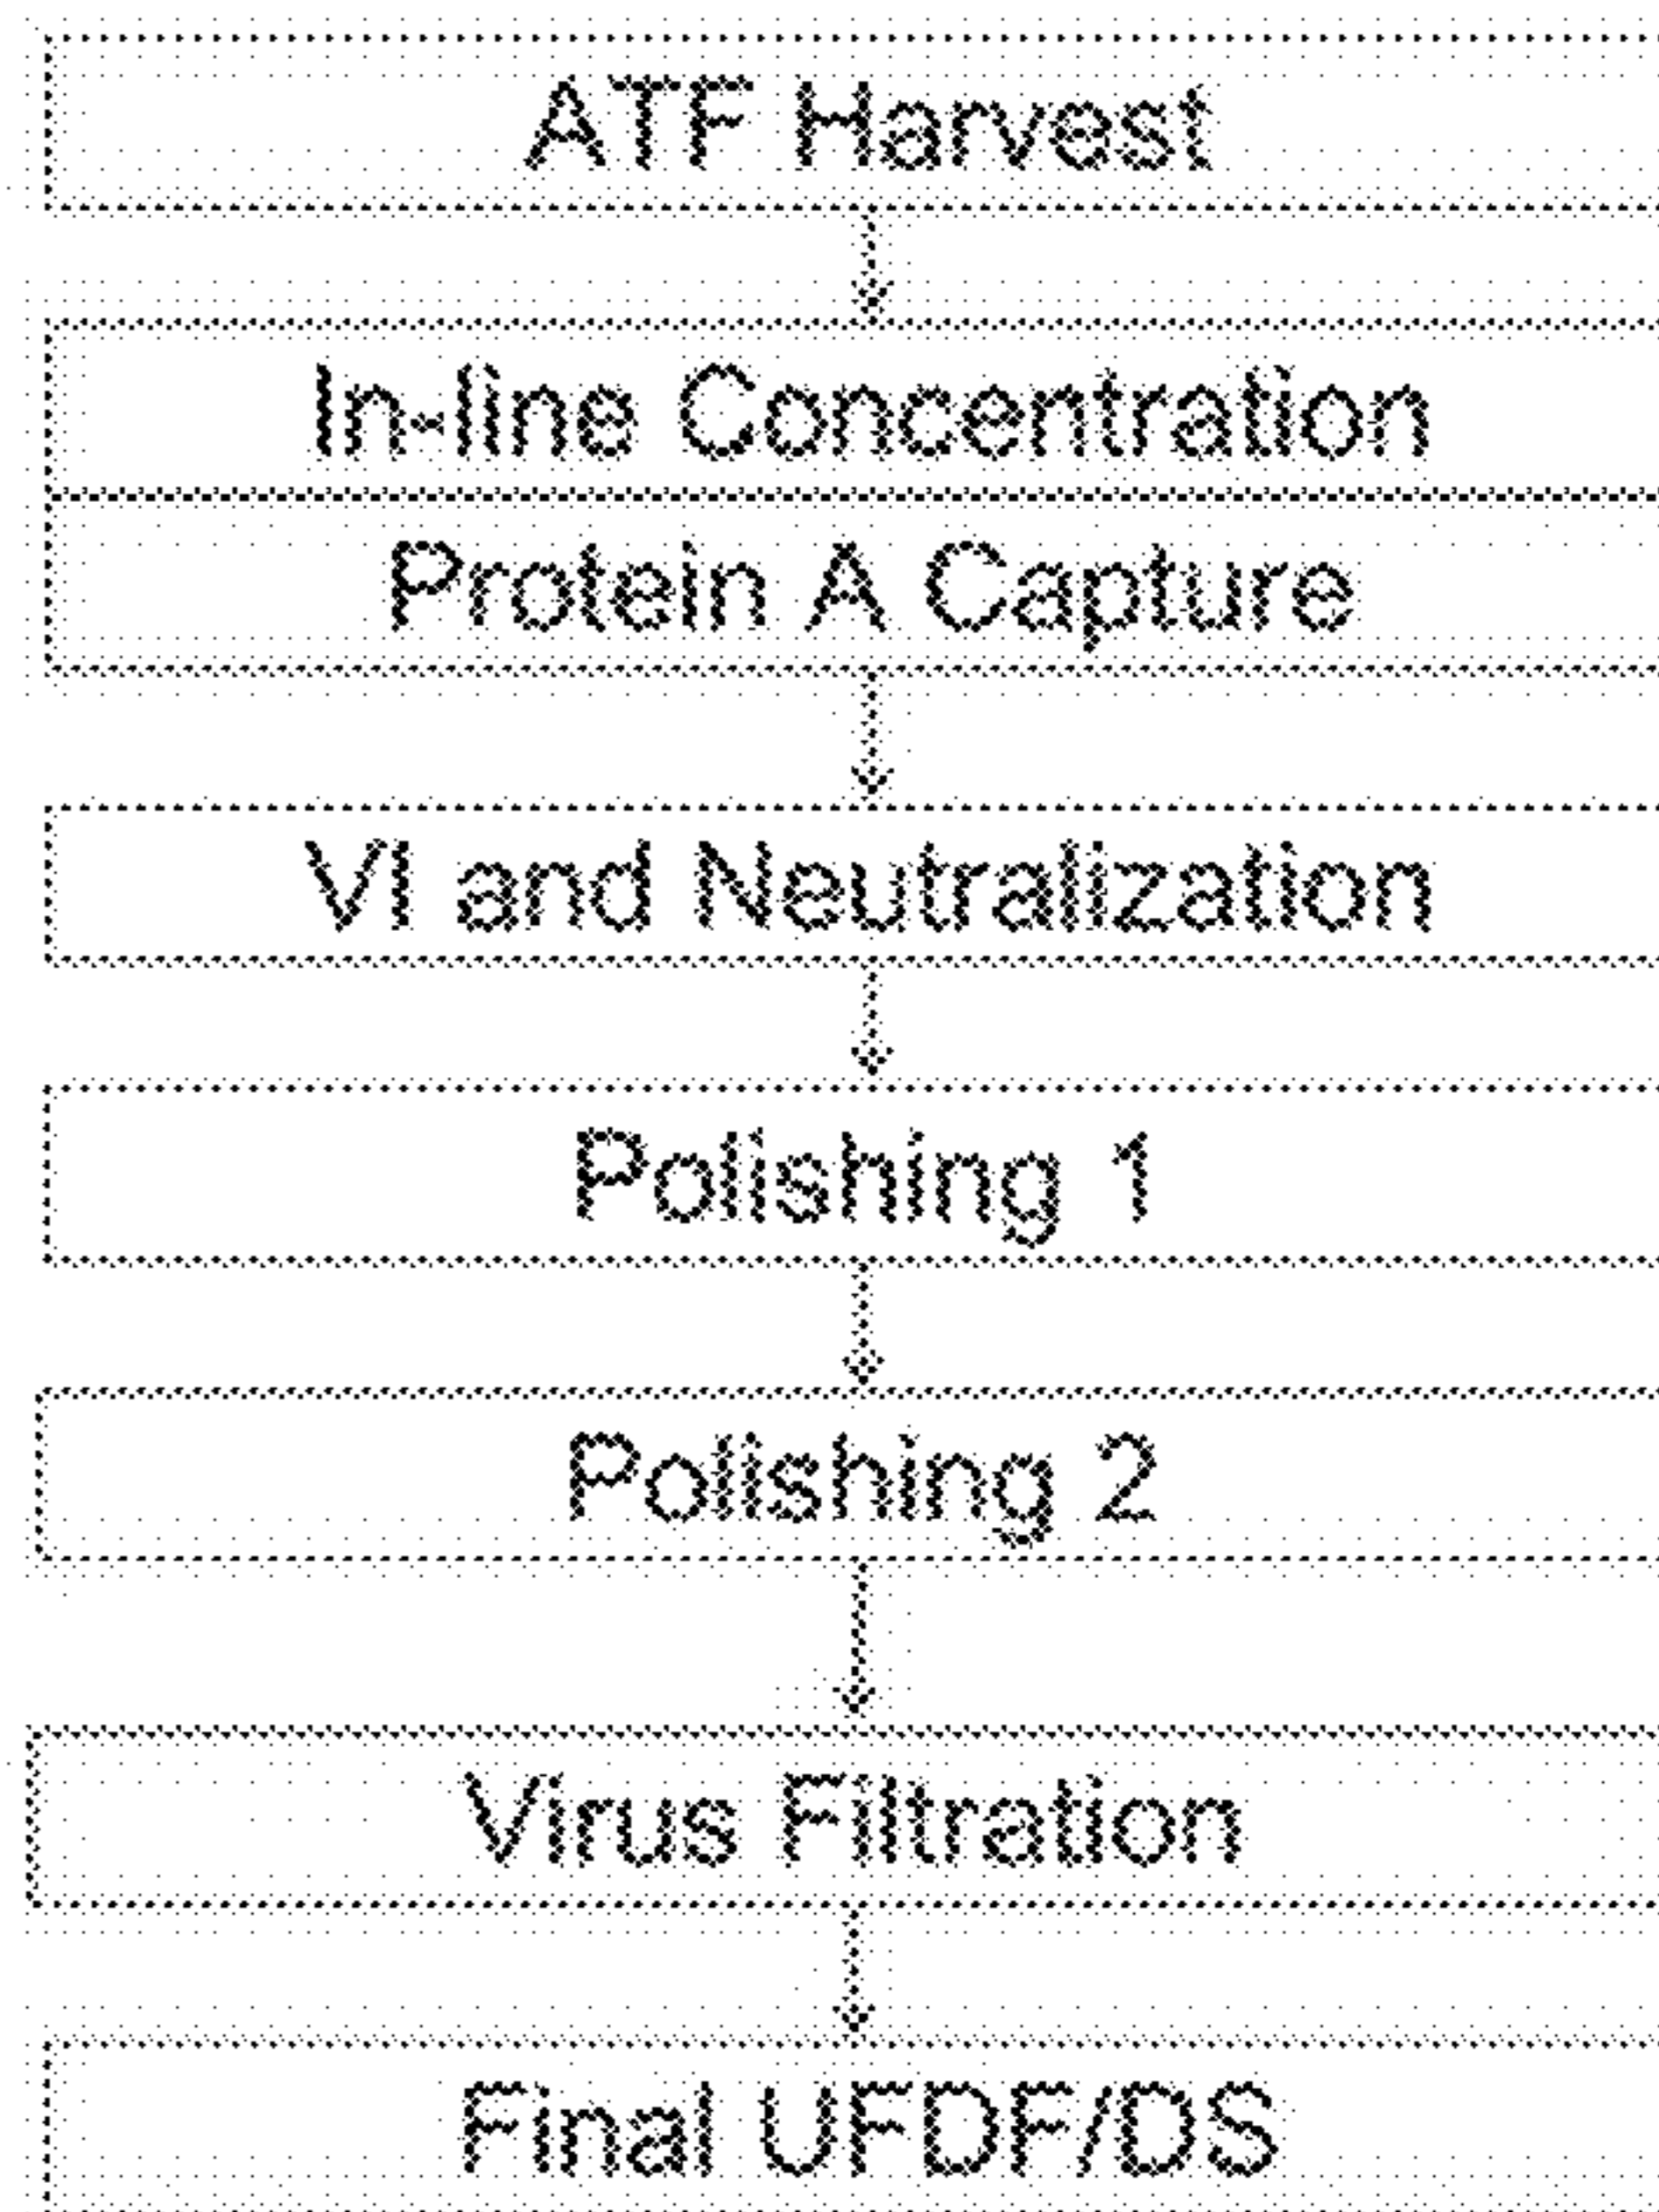 ATF Harvest
In-line Concentration
Protein A Capture
VI and Neutralization
Polishing 1
Polishing 2
Virus Filtration
Final UFDF/DS